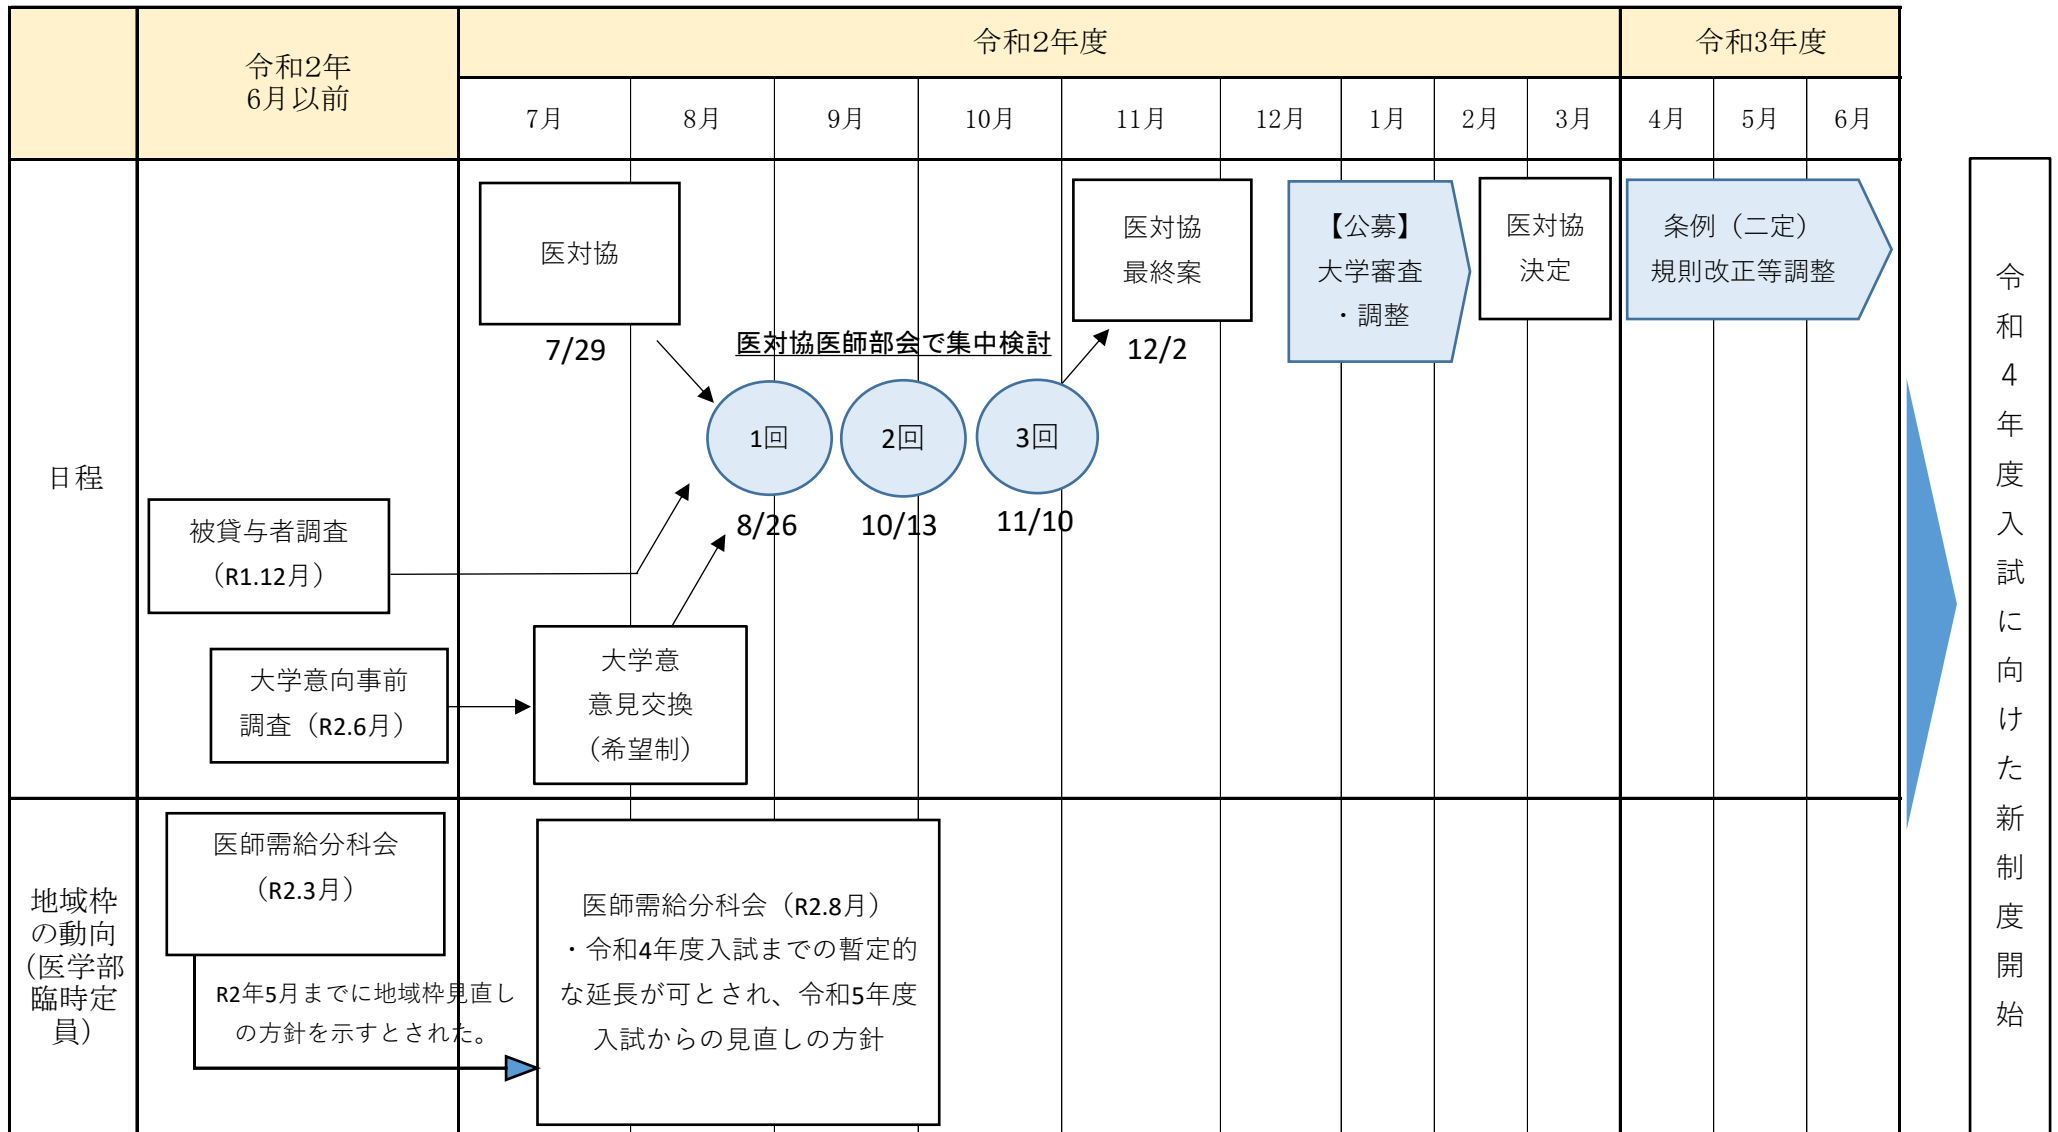 令和2年
6月以前
令和2年度
令和3年度
7月
8月
9月
10月
11月
12月
1月
2月
3月
4月
5月
6月
日程
医対協
7/29
医対協医師部会で集中検討
1回
8/26
2回
10/13
3回
11/10
医対協
最終案
12/2
【公募】
大学審査
・調整
医対協
決定
条例（二定）
規則改正等調整
被貸与者調査
（R1.12月）
大学意向事前
調査（R2.6月）
大学意
意見交換
（希望制）
地域枠
の動向
（医学部
臨時定
員）
医師需給分科会
（R2.3月）
R2年5月までに地域枠見直し
の方針を示すとされた。
医師需給分科会（R2.8月）
・令和4年度入試までの暫定的
な延長が可とされ、令和5年度
入試からの見直しの方針
令和４年度入試に向けた新制度開始